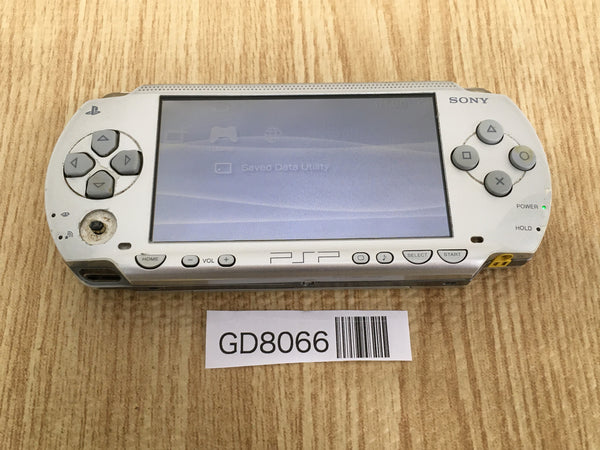 SONY
Saved Data Utility
POWER
HOLD
HOME
VOL
PSP
SELECT
START
GD8066